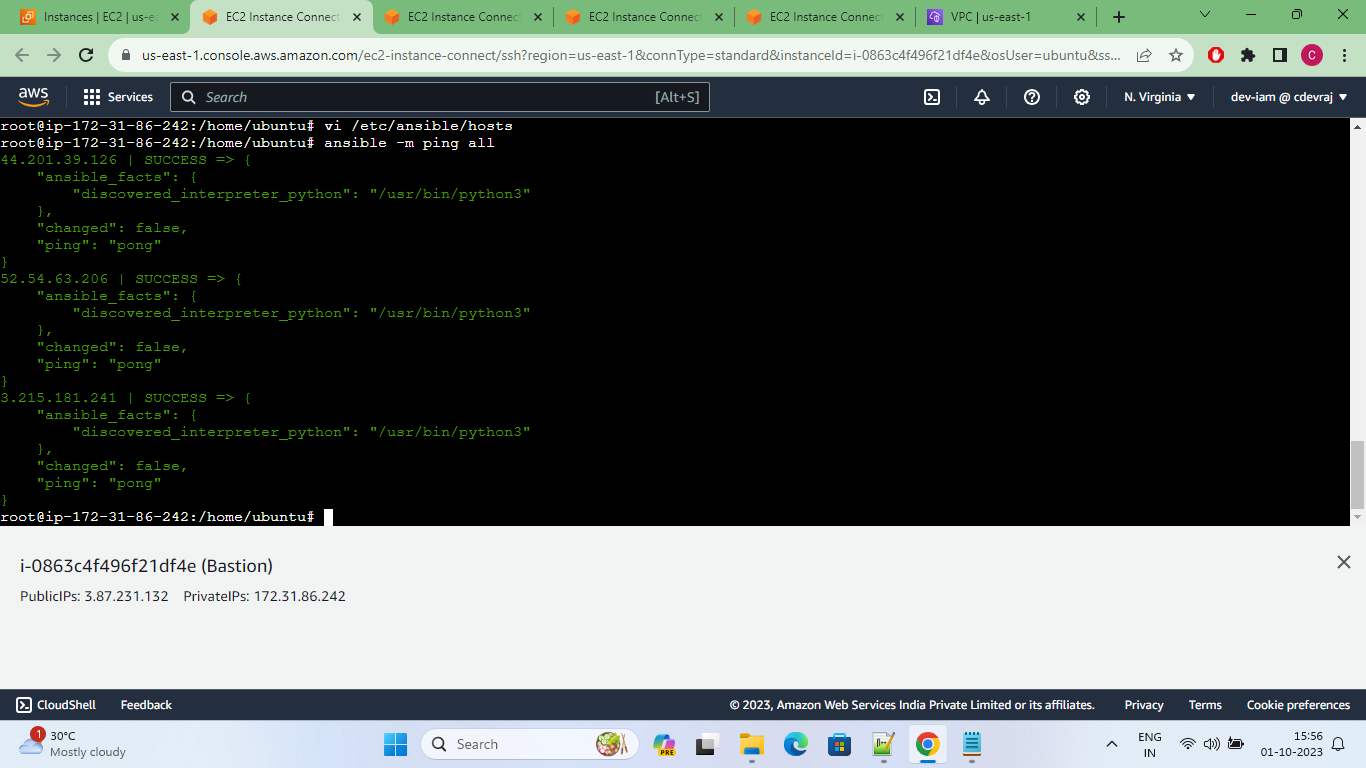 Instances | EC2 | us-ea
EC2 Instance Connect
EC2 Instance Connect
EC2 Instance Connect
EC2 Instance Connect
VPC | us-east-1
us-east-1.console.aws.amazon.com/ec2-instance-connect/ssh?region=us-east-1&connType=standard&instanceId=i-0863c4f496f21df4e&osUser=ubuntu&ss...
C
aws
Services
Search
[Alt+S]
N. Virginia
dev-iam @ cdevraj
root@ip-172-31-86-242:/home/ubuntu# vi /etc/ansible/hosts
root@ip-172-31-86-242:/home/ubuntu# ansible -m ping all
44.201.39.126 | SUCCESS => {
    "ansible_facts": {
        "discovered_interpreter_python": "/usr/bin/python3"
    },
    "changed": false,
    "ping": "pong"
}
52.54.63.206 | SUCCESS => {
    "ansible_facts": {
        "discovered_interpreter_python": "/usr/bin/python3"
    },
    "changed": false,
    "ping": "pong"
}
3.215.181.241 | SUCCESS => {
    "ansible_facts": {
        "discovered_interpreter_python": "/usr/bin/python3"
    },
    "changed": false,
    "ping": "pong"
}
root@ip-172-31-86-242:/home/ubuntu#
i-0863c4f496f21df4e (Bastion)
PublicIPs: 3.87.231.132 PrivateIPs: 172.31.86.242
CloudShell
Feedback
© 2023, Amazon Web Services India Private Limited or its affiliates.
Privacy
Terms
Cookie preferences
1
30°C
Mostly cloudy
Search
PRE
ENG
IN
15:56
01-10-2023